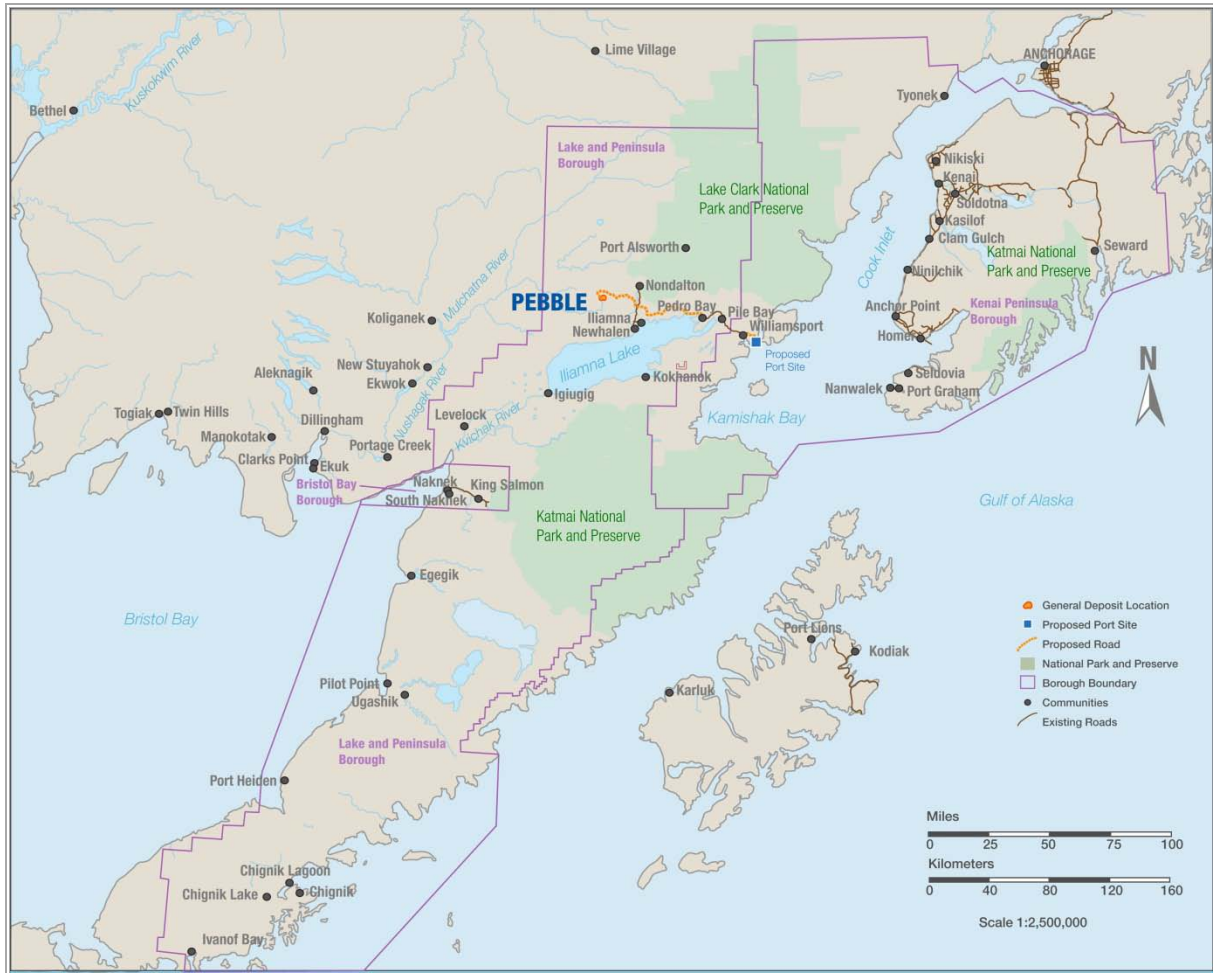 Lime Village
ANCHORAGE
Kuskokwim River
Bethel
Tyonek
Lake and Peninsula
Borough
Nikiski
Kenai
Soldotna
Lake Clark National
Park and Preserve
Kasilof
Clam Gulch
Port Alsworth
Cook Inlet
Katmai National
Park and Preserve
Seward
Mulchatna River
Nondalton
Ninilchik
PEBBLE
Koliganek
Iliamna
Newhalen
Pedro Bay
Pile Bay
Williamsport
Anchor Point
Kenai Peninsula
Borough
Homer
Proposed
Port Site
New Stuyahok
Iliamna Lake
Aleknagik
Ekwok
Kokhanok
Seldovia
Nanwalek
Port Graham
N
Igiugig
Nushagak River
Togiak
Twin Hills
Dillingham
Levelock
Kvichak River
Kamishak Bay
Manokotak
Portage Creek
Clarks Point
Ekuk
Bristol Bay
Borough
Naknek
King Salmon
South Naknek
Gulf of Alaska
Katmai National
Park and Preserve
Egegik
Bristol Bay
General Deposit Location
Proposed Port Site
Proposed Road
National Park and Preserve
Borough Boundary
Communities
Existing Roads
Port Lions
Kodiak
Karluk
Pilot Point
Ugashik
Lake and Peninsula
Borough
Port Heiden
Miles
0 25 50 75 100
Kilometers
0 40 80 120 160
Scale 1:2,500,000
Chignik Lagoon
Chignik Lake
Chignik
Ivanof Bay